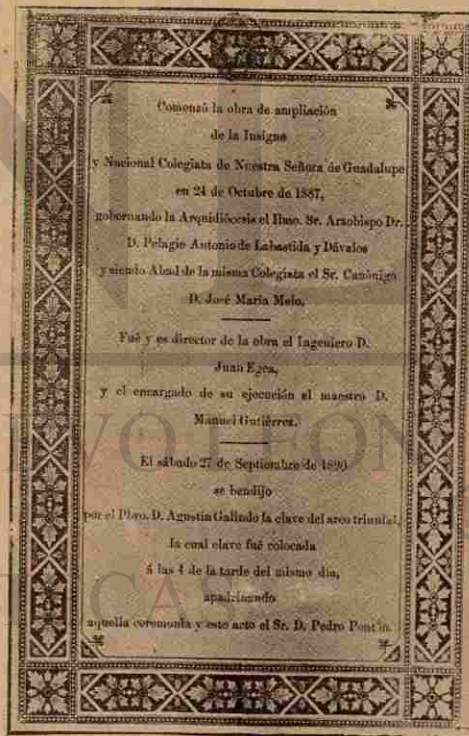 Comenzó la obra de ampliación
de la Insigne
y Nacional Colegiata de Nuestra Señora de Guadalupe
en 24 de Octubre de 1887,
gobernando la Arquidiócesis el Ilmo. Sr. Arzobispo Dr.
D. Pelagio Antonio de Labastida y Dávalos
y siendo Abad de la misma Colegiata el Sr. Canónigo
D. José María Melo.
Fué y es director de la obra el Ingeniero D.
Juan Egea,
y el encargado de su ejecución el maestro D.
Manuel Gutiérrez.
El sábado 27 de Septiembre de 1890
se bendijo
por el Pbro. D. Agustin Galindo la clave del arco triunfal,
la cual clave fué colocada
á las 4 de la tarde del mismo dia,
apadrinando
aquella ceremonia y este acto el Sr. D. Pedro